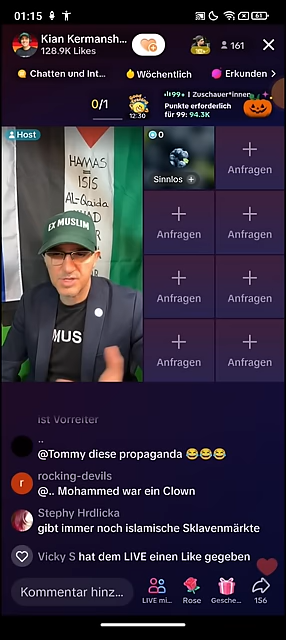 01:15
61
Kian Kermansh...
128.9K Likes
161
Chatten und Int...
Wöchentlich
Erkunden >
0/1
12:30
99+ | Zuschauer*innen
Punkte erforderlich
für 99: 94.3K
Host
HAMAS
=
ISIS
AL-Qaida
EX MUSLIM
MUS
0
Sinnlos +
Anfragen
Anfragen
Anfragen
Anfragen
Anfragen
Anfragen
Anfragen
ist Vorreiter
..
@Tommy diese propaganda 😂😂😂
r
rocking-devils
@.. Mohammed war ein Clown
Stephy Hrdlicka
gibt immer noch islamische Sklavenmärkte
Vicky S hat dem LIVE einen Like gegeben
Kommentar hinz...
LIVE mi...
Rose
Gesche...
156